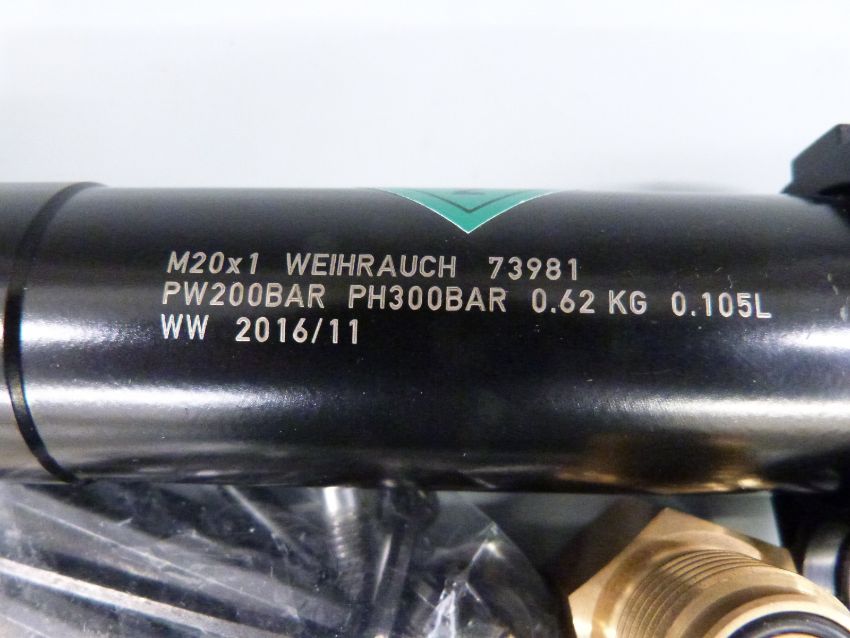 M20x1 WEIHRAUCH 73981
PW200BAR PH300BAR 0.62 KG 0.105L
WW 2016/11